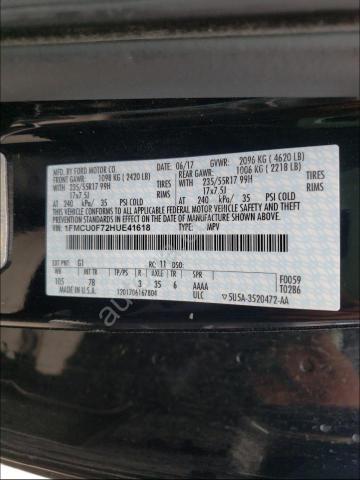 MFD. BY FORD MOTOR CO. DATE: 06/17 GVWR: 2096 KG ( 4620 LB)
FRONT GAWR: 1098 KG ( 2420 LB) REAR GAWR: 1006 KG ( 2218 LB)
235/55R17 99H TIRES 235/55R17 99H TIRES
17x7.5J RIMS 17x7.5J RIMS
AT 240 kPa/ 35 PSI COLD AT 240 kPa/ 35 PSI COLD
THIS VEHICLE CONFORMS TO ALL APPLICABLE FEDERAL MOTOR VEHICLE
SAFETY STANDARDS, BUMPER, AND
THEFT PREVENTION STANDARDS IN EFFECT ON THE DATE OF MANUFACTURE SHOWN ABOVE.
VIN: 1FMCU0F72HUE41618 TYPE: MPV
EXT PNT: G1 RC: 11 DSO:
WB BRK INT TR TP/PS R AXLE TR SPR F0059
105 78 3 35 6 AAAA T0286
MADE IN U.S.A. 1201706167804 ULC 5U5A-3520472-AA